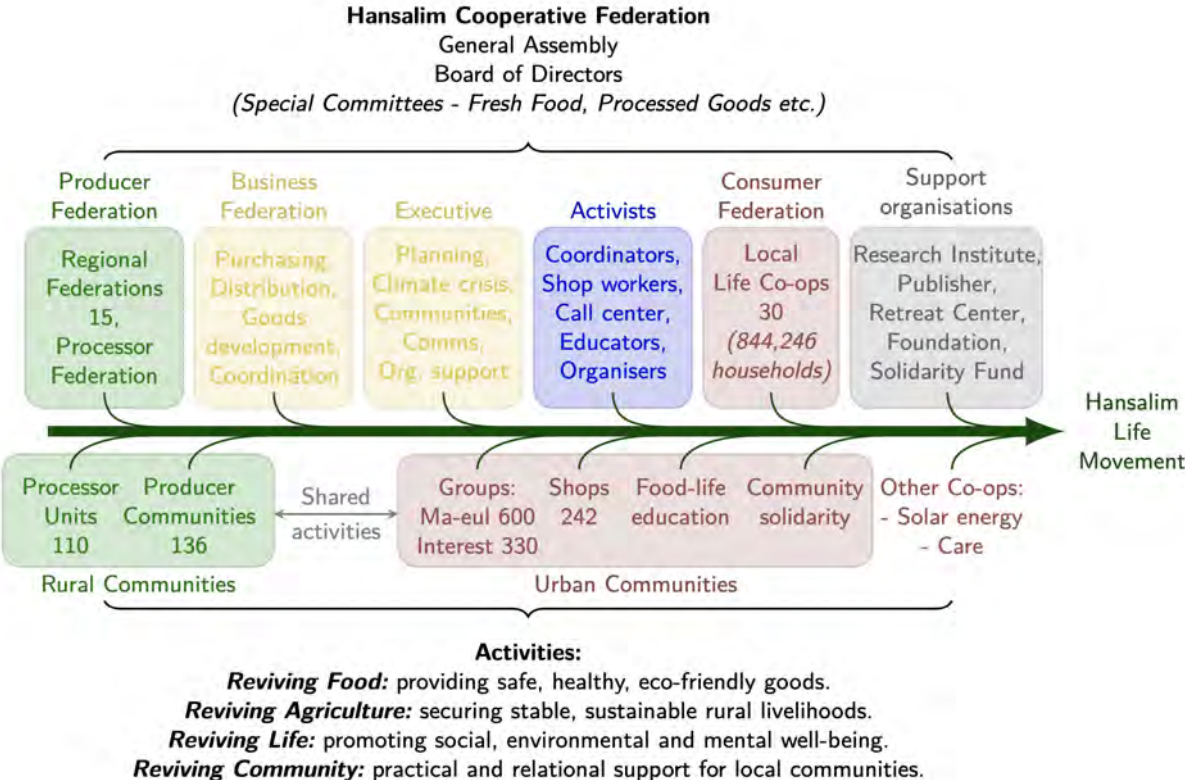 Hansalim Cooperative Federation
General Assembly
Board of Directors
(Special Committees - Fresh Food, Processed Goods etc.)
Producer
Federation
Regional
Federations
15,
Processor
Federation
Business
Federation
Purchasing,
Distribution,
Goods
development,
Coordination
Executive
Planning,
Climate crisis,
Communities,
Comms,
Org. support
Activists
Coordinators,
Shop workers,
Call center,
Educators,
Organisers
Consumer
Federation
Local
Life Co-ops
30
(844,246
households)
Support
organisations
Research Institute,
Publisher,
Retreat Center,
Foundation,
Solidarity Fund
Hansalim
Life
Movement
Processor
Units
110
Producer
Communities
136
Rural Communities
Shared
activities
Groups:
Ma-eul 600
Interest 330
Shops
242
Food-life
education
Community
solidarity
Urban Communities
Other Co-ops:
- Solar energy
- Care
Activities:
Reviving Food: providing safe, healthy, eco-friendly goods.
Reviving Agriculture: securing stable, sustainable rural livelihoods.
Reviving Life: promoting social, environmental and mental well-being.
Reviving Community: practical and relational support for local communities.